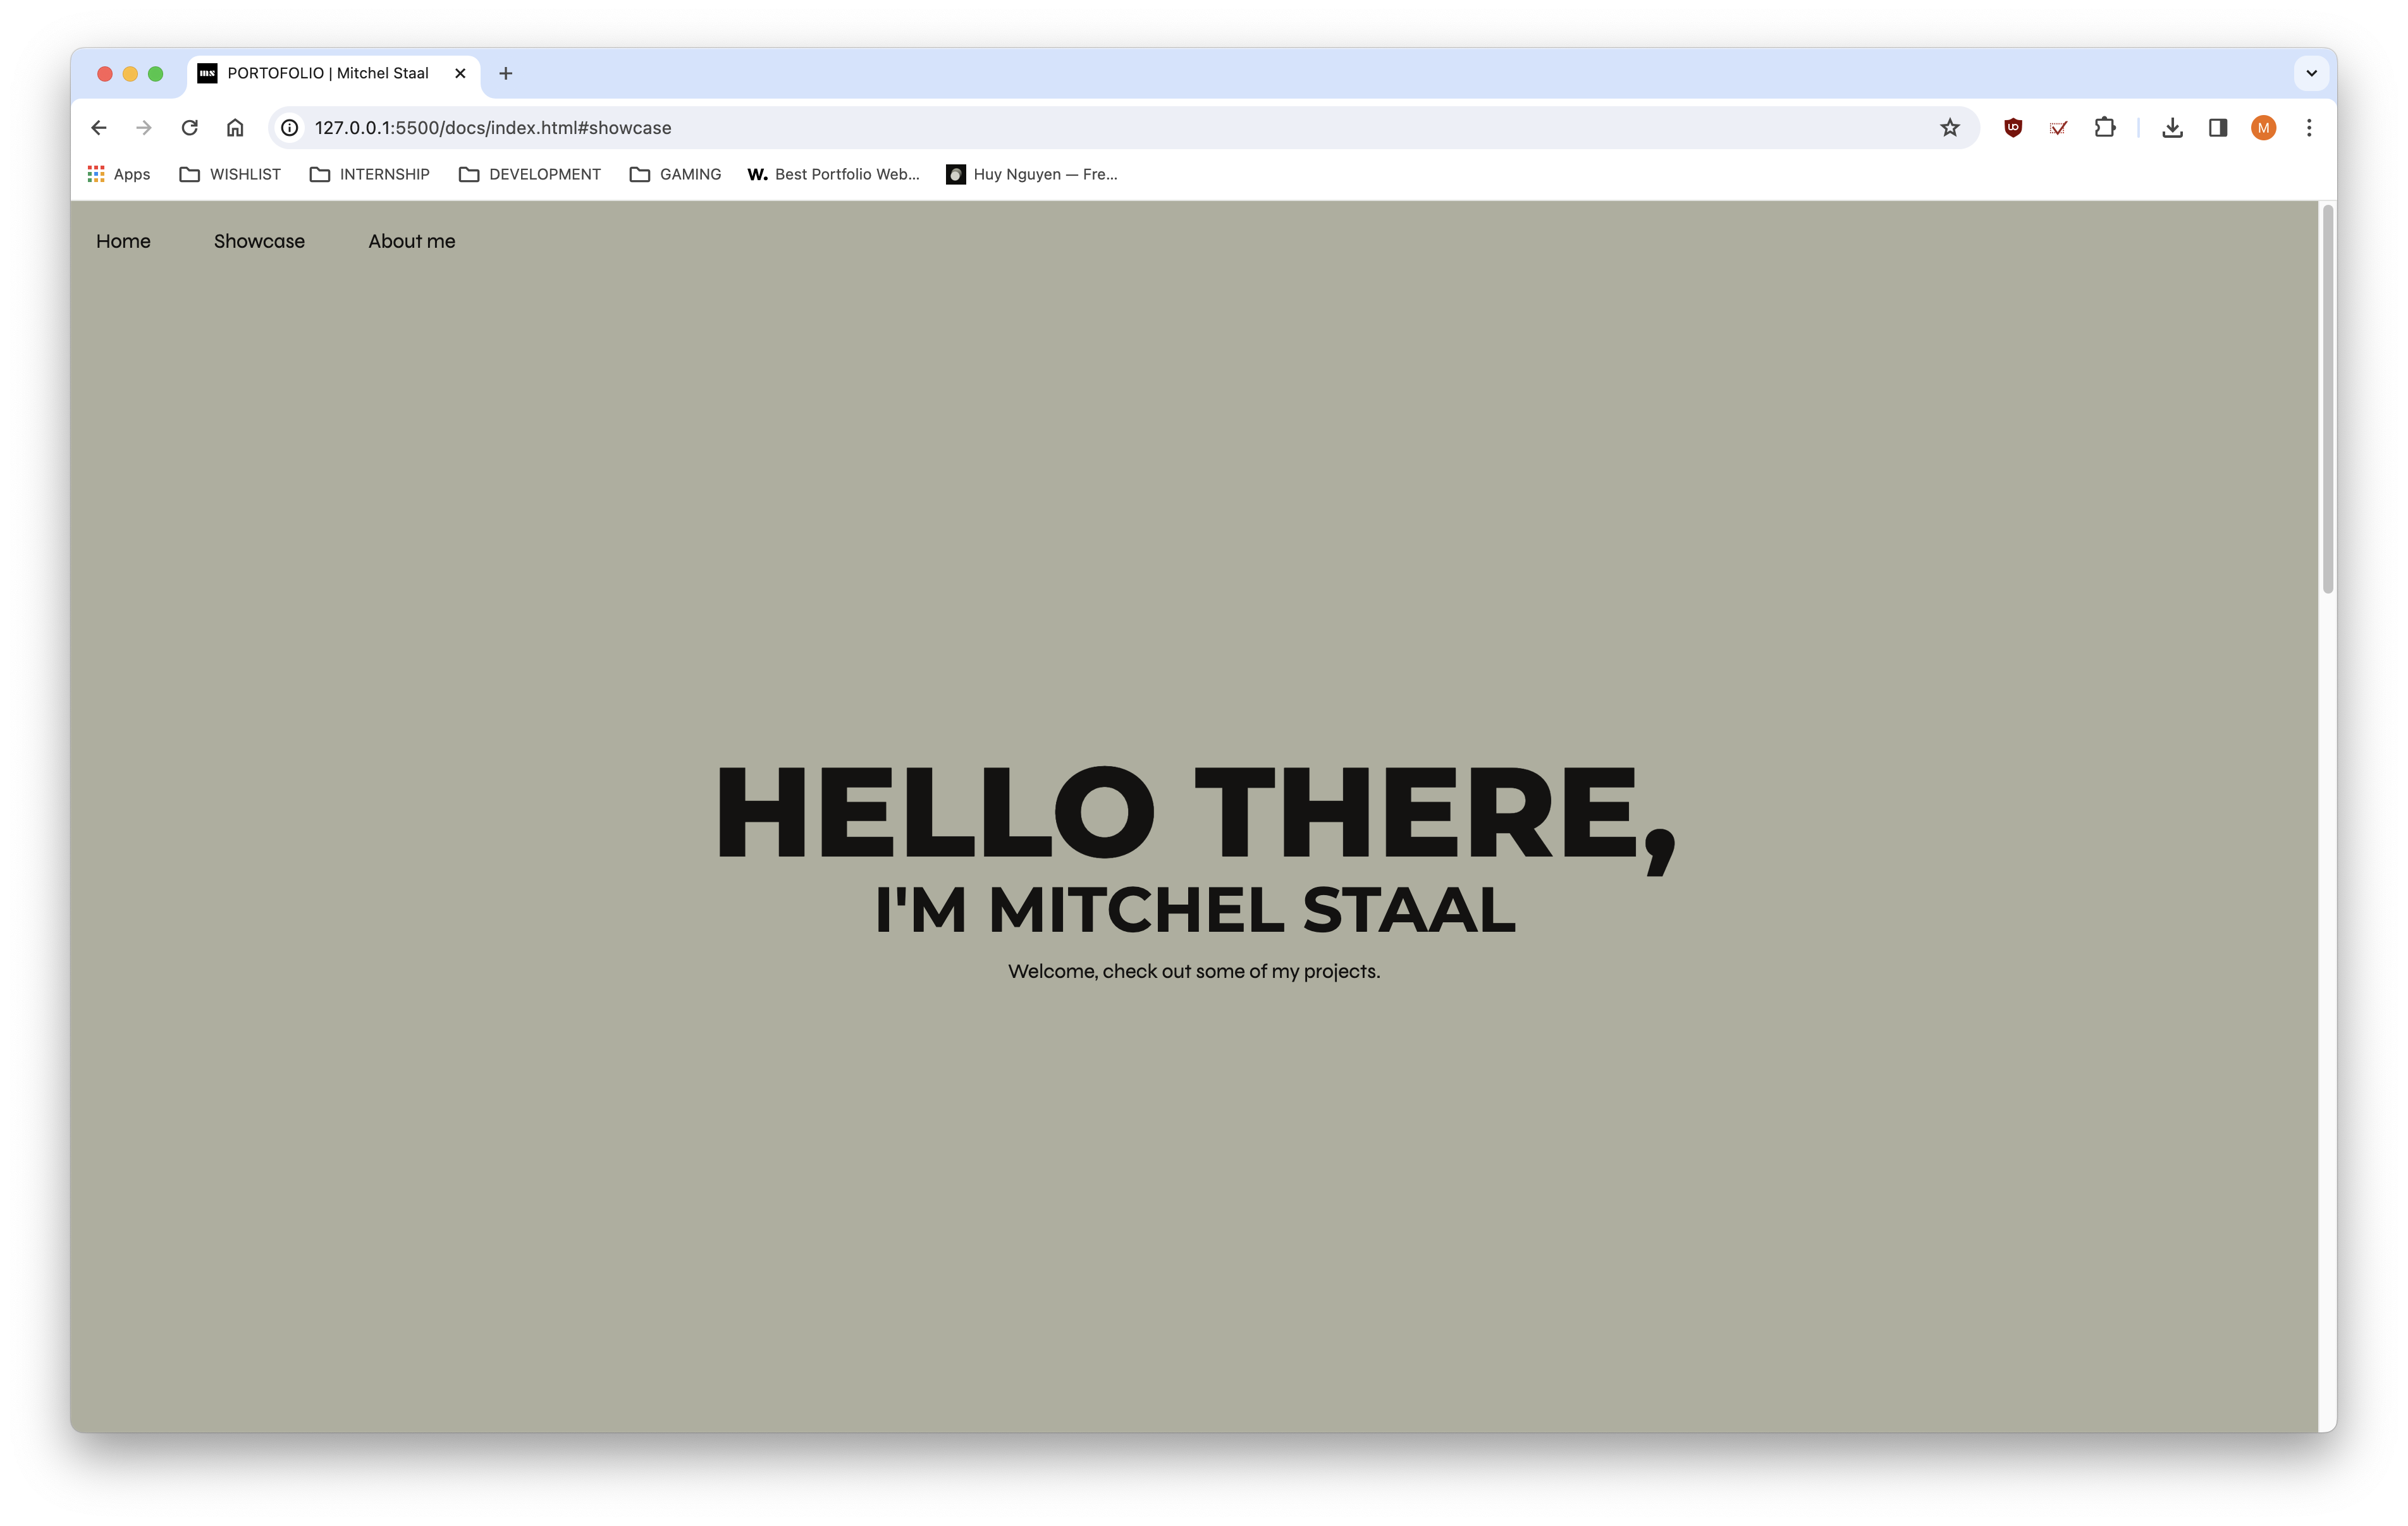 ms PORTOFOLIO | Mitchel Staal
127.0.0.1:5500/docs/index.html#showcase
M
Apps WISHLIST INTERNSHIP DEVELOPMENT GAMING W. Best Portfolio Web... Huy Nguyen — Fre...
Home Showcase About me
HELLO THERE,
I'M MITCHEL STAAL
Welcome, check out some of my projects.